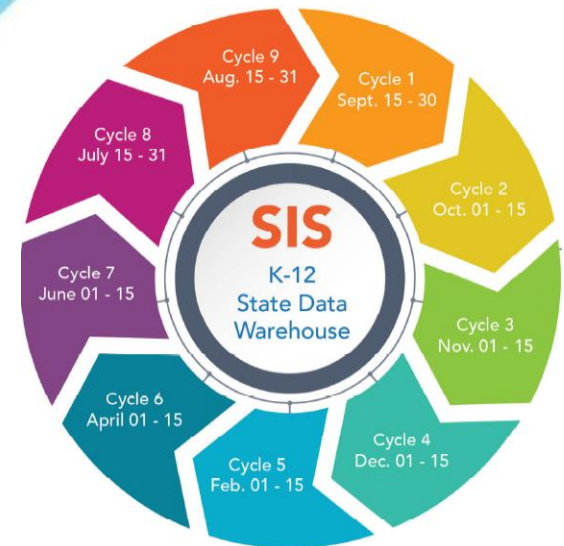 Cycle 9
Aug. 15 - 31
Cycle 1
Sept. 15 - 30
Cycle 2
Oct. 01 - 15
Cycle 3
Nov. 01 - 15
Cycle 4
Dec. 01 - 15
Cycle 5
Feb. 01 - 15
Cycle 6
April 01 - 15
Cycle 7
June 01 - 15
Cycle 8
July 15 - 31
SIS
K-12
State Data
Warehouse